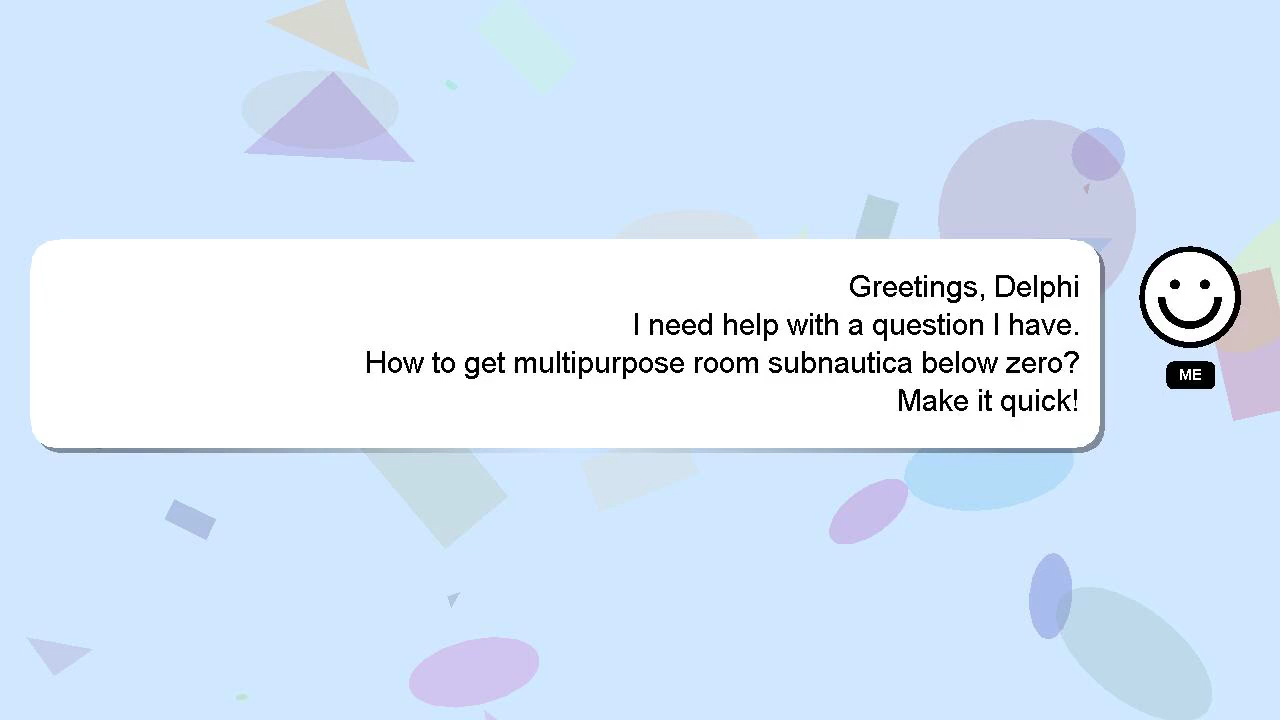 Greetings, Delphi
I need help with a question I have.
How to get multipurpose room subnautica below zero?
Make it quick!
ME